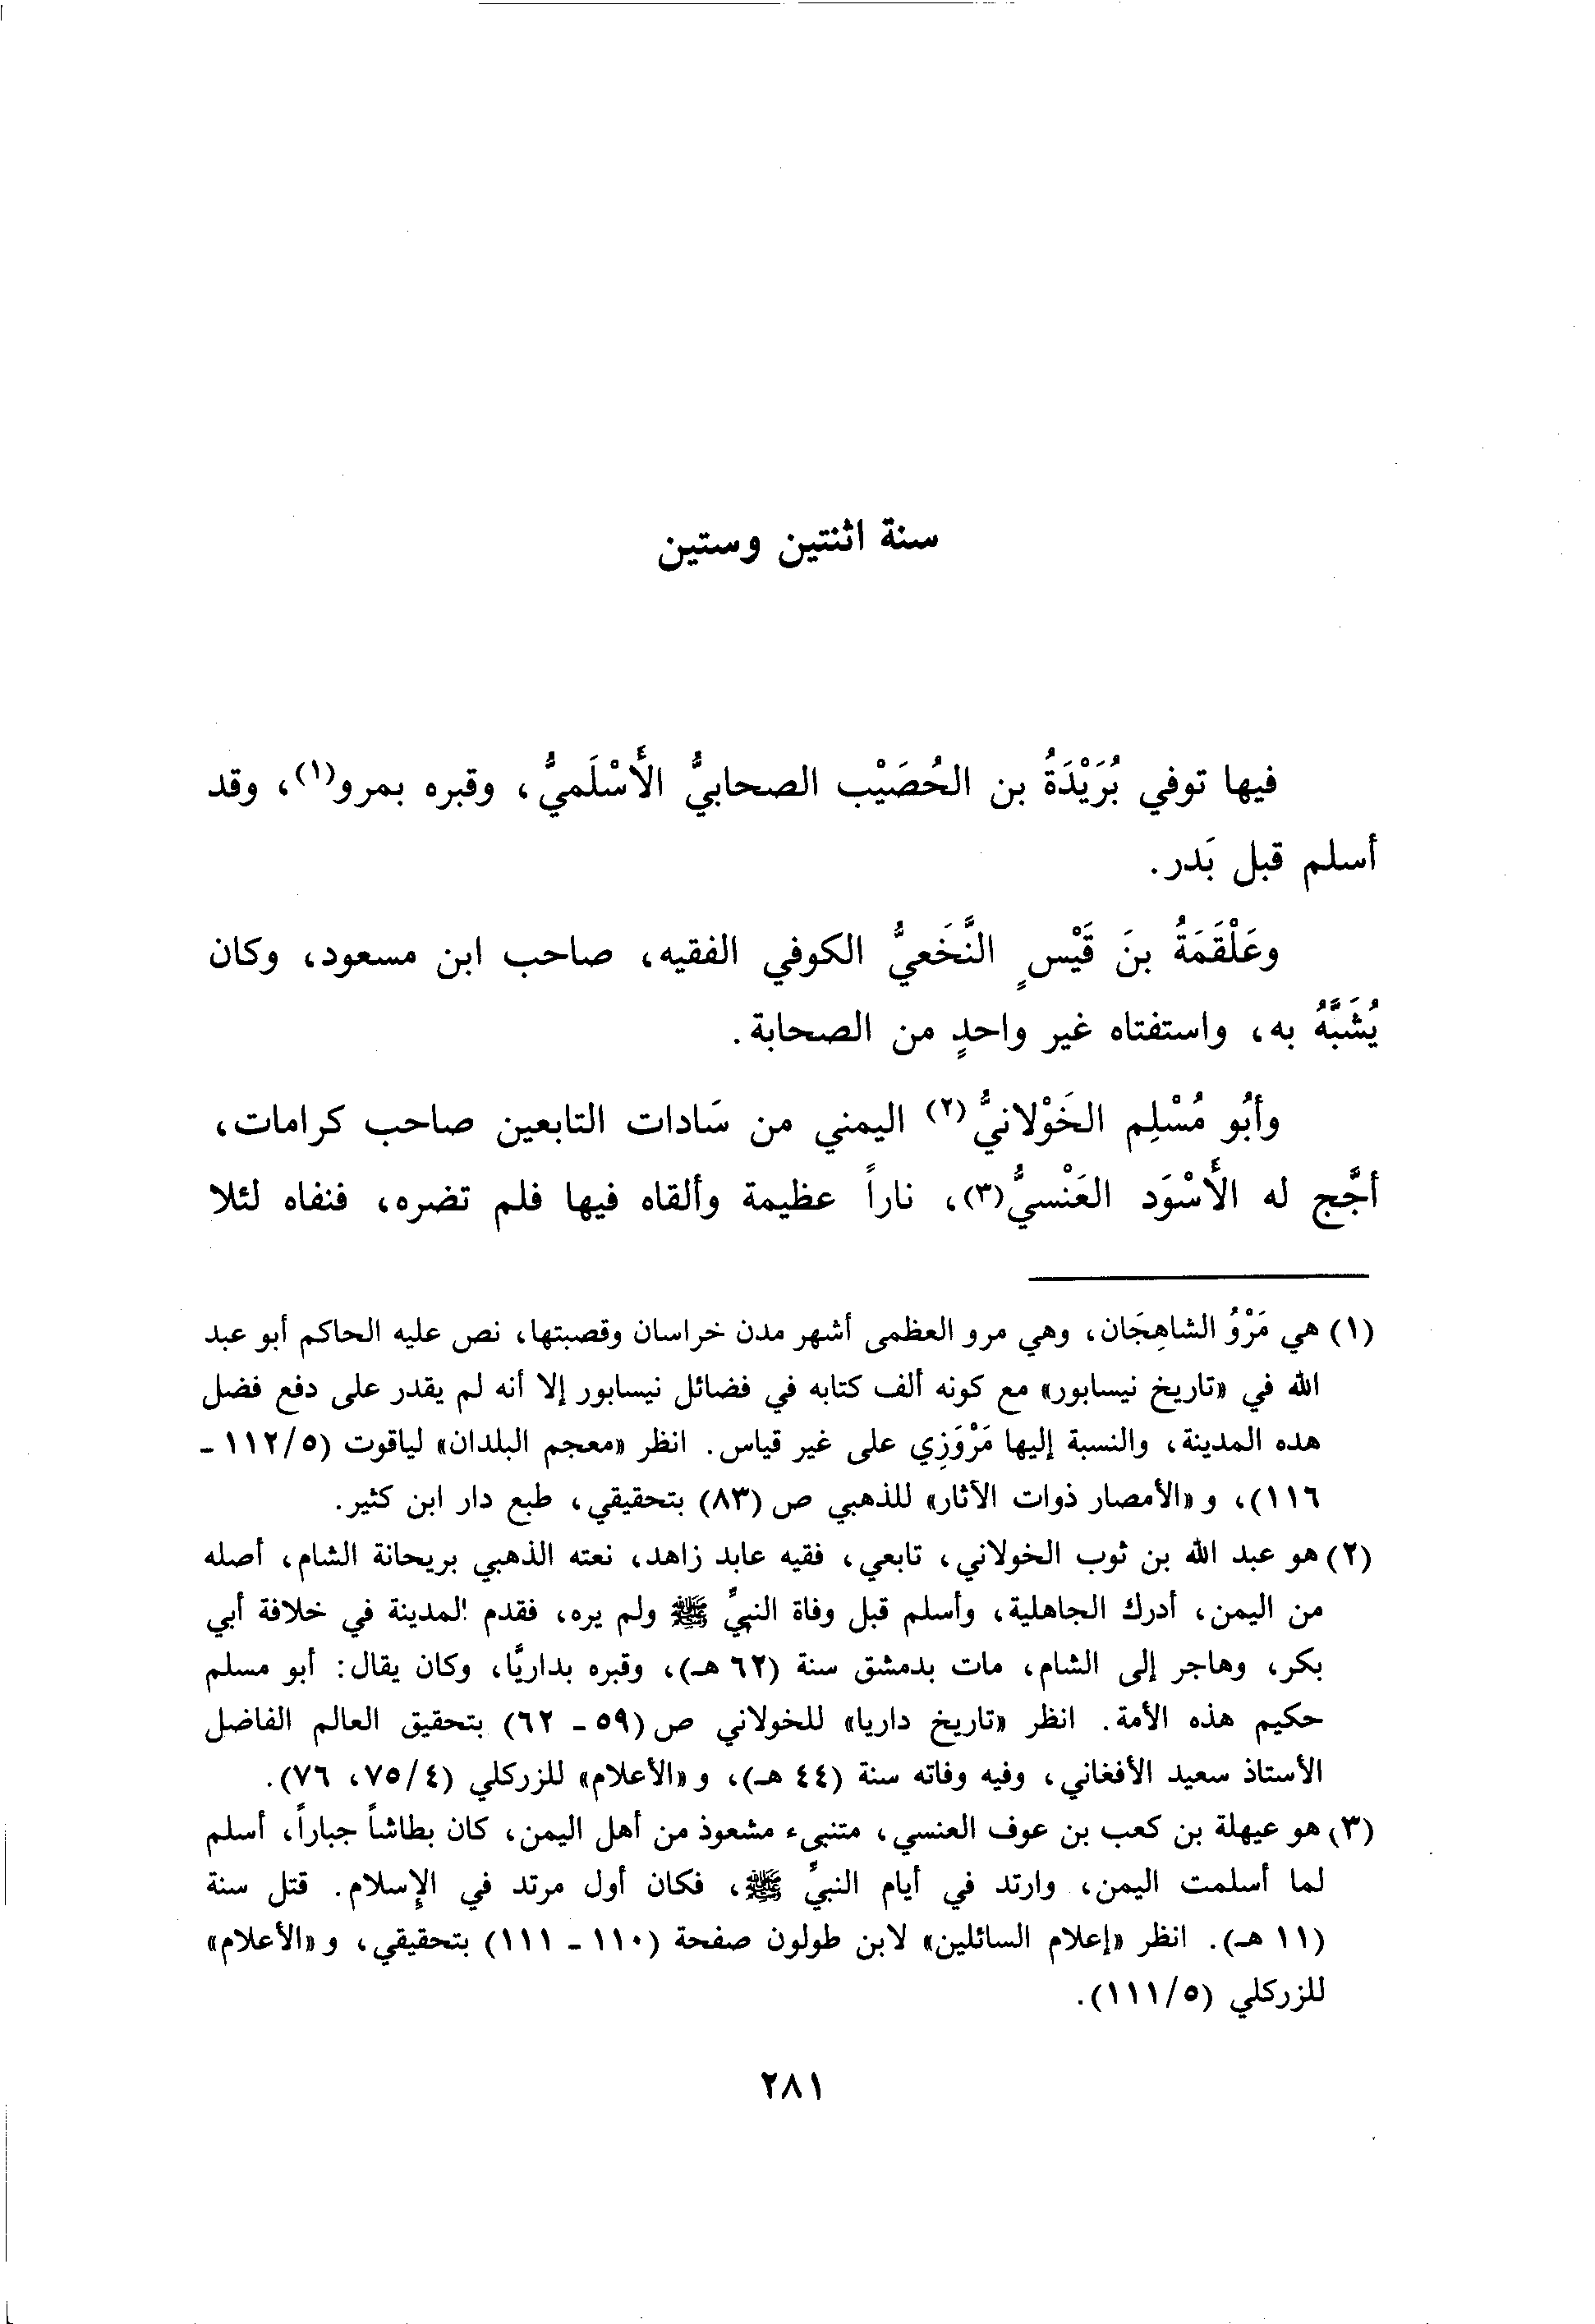 سنة اثنتين وستين
فيها توفي بُرَيْدَةُ بن الحُصَيْب الصحابيُّ الأَسْلَميُّ، وقبره بمرو(١)، وقد
أسلم قبل بَدر.
وعَلْقَمَةُ بنَ قَيْسٍ النَّخَعيُّ الكوفي الفقيه، صاحب ابن مسعود، وكان
يُشَبَّهُ به، واستفتاه غير واحدٍ من الصحابة.
وأبُو مُسْلِم الخَوْلانيُّ(٢) اليمني من سَادات التابعين صاحب كرامات،
أجَّج له الأَسْوَد العَنْسيُّ(٣)، ناراً عظيمة وألقاه فيها فلم تضره، فنفاه لئلا
(١) هي مَرْوُ الشاهِجَان، وهي مرو العظمى أشهر مدن خراسان وقصبتها، نص عليه الحاكم أبو عبد
الله في «تاريخ نيسابور» مع كونه ألف كتابه في فضائل نيسابور إلا أنه لم يقدر على دفع فضل
هذه المدينة، والنسبة إليها مَرْوَزِي على غير قياس. انظر «معجم البلدان» لياقوت (٥/١١٢ -
١١٦)، و «الأمصار ذوات الآثار» للذهبي ص (٨٣) بتحقيقي، طبع دار ابن كثير.
(٢) هو عبد الله بن ثوب الخولاني، تابعي، فقيه عابد زاهد، نعته الذهبي بريحانة الشام، أصله
من اليمن، أدرك الجاهلية، وأسلم قبل وفاة النبيِّ ﷺ ولم يره، فقدم المدينة في خلافة أبي
بكر، وهاجر إلى الشام، مات بدمشق سنة (٦٢ هـ)، وقبره بداريَّا، وكان يقال: أبو مسلم
حكيم هذه الأمة. انظر «تاريخ داريا» للخولاني ص (٥٩ - ٦٢) بتحقيق العالم الفاضل
الأستاذ سعيد الأفغاني، وفيه وفاته سنة (٤٤ هـ)، و «الأعلام» للزركلي (٤/٧٥، ٧٦).
(٣) هو عيهلة بن كعب بن عوف العنسي، متنبىء مشعوذ من أهل اليمن، كان بطاشاً جباراً، أسلم
لما أسلمت اليمن، وارتد في أيام النبيِّ ﷺ، فكان أول مرتد في الإسلام. قتل سنة
(١١ هـ). انظر «إعلام السائلين» لابن طولون صفحة (١١٠ - ١١١) بتحقيقي، و «الأعلام»
للزركلي (٥/١١١).
٢٨١